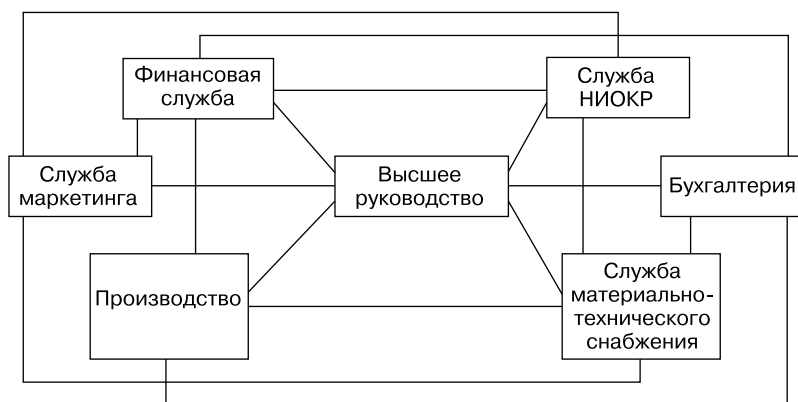 Финансовая
служба
Служба
НИОКР
Служба
маркетинга
Высшее
руководство
Бухгалтерия
Производство
Служба
материально-
технического
снабжения